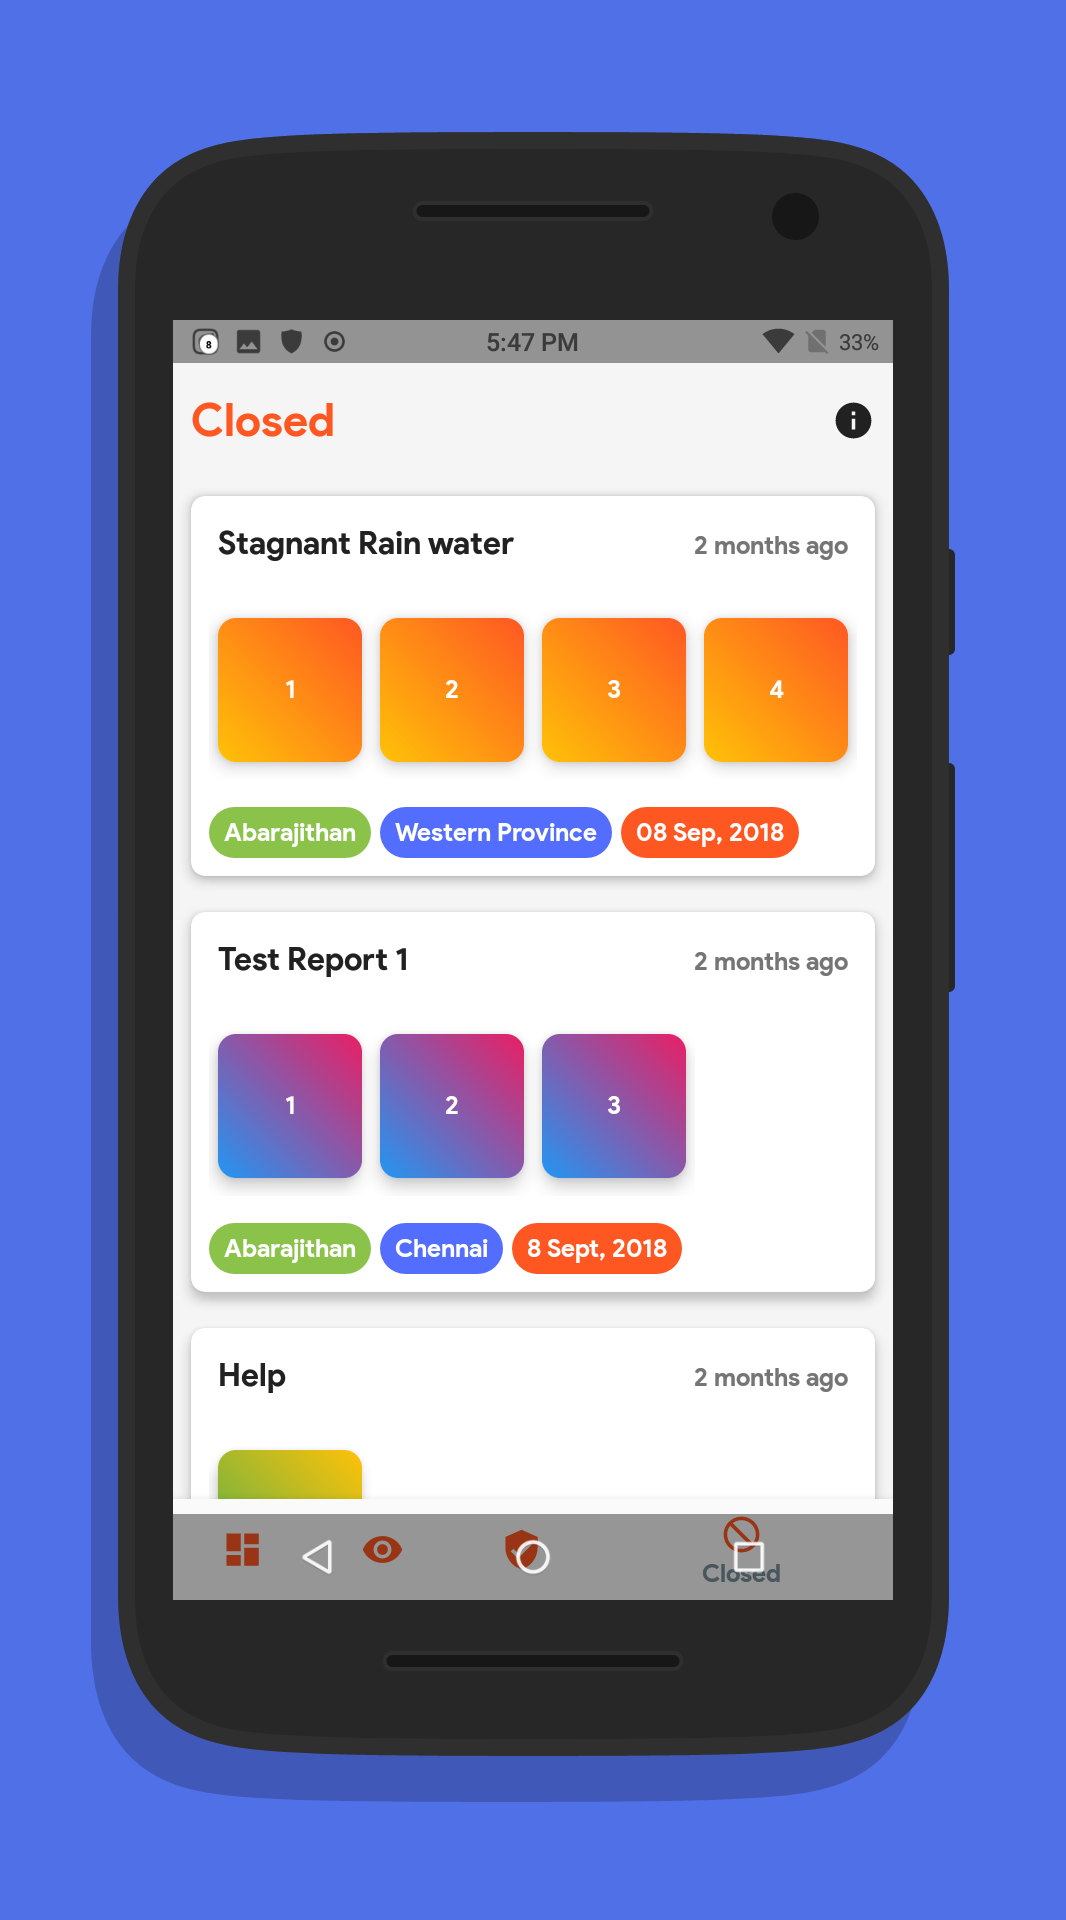 8
5:47 PM
33%
Closed
Stagnant Rain water
2 months ago
1 2 3 4
Abarajithan Western Province 08 Sep, 2018
Test Report 1
2 months ago
1 2 3
Abarajithan Chennai 8 Sept, 2018
Help
2 months ago
Closed